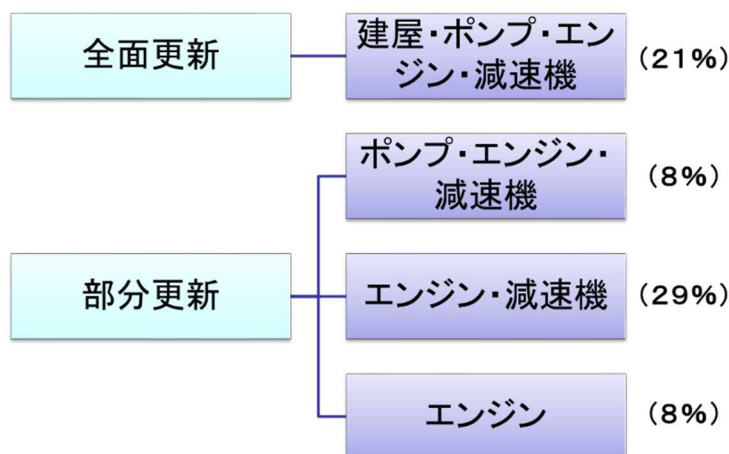 全面更新
建屋・ポンプ・エン
ジン・減速機
（21%）
ポンプ・エンジン・
減速機
（8%）
部分更新
エンジン・減速機
（29%）
エンジン
（8%）